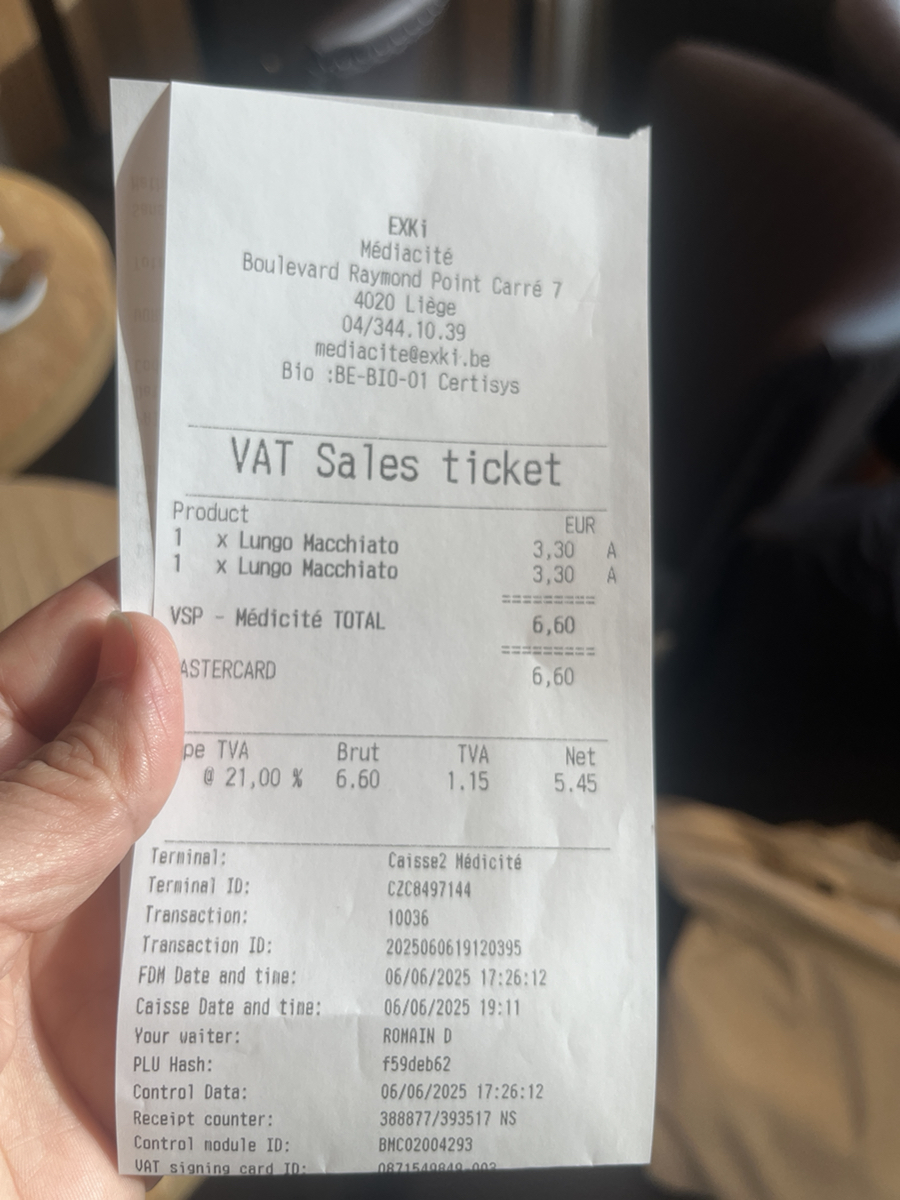 EXKi
Médiacité
Boulevard Raymond Point Carré 7
4020 Liège
04/344.10.39
mediacite@exki.be
Bio :BE-BIO-01 Certisys
VAT Sales ticket
Product EUR
1 x Lungo Macchiato 3,30 A
1 x Lungo Macchiato 3,30 A
=========
VSP - Médicité TOTAL 6,60
=========
ASTERCARD 6,60
pe TVA Brut TVA Net
@ 21,00 % 6.60 1.15 5.45
Terminal: Caisse2 Médicité
Terminal ID: CZC8497144
Transaction: 10036
Transaction ID: 2025060619120395
FDM Date and time: 06/06/2025 17:26:12
Caisse Date and time: 06/06/2025 19:11
Your waiter: ROMAIN D
PLU Hash: f59deb62
Control Data: 06/06/2025 17:26:12
Receipt counter: 388877/393517 NS
Control module ID: BMC02004293
VAT signing card ID: